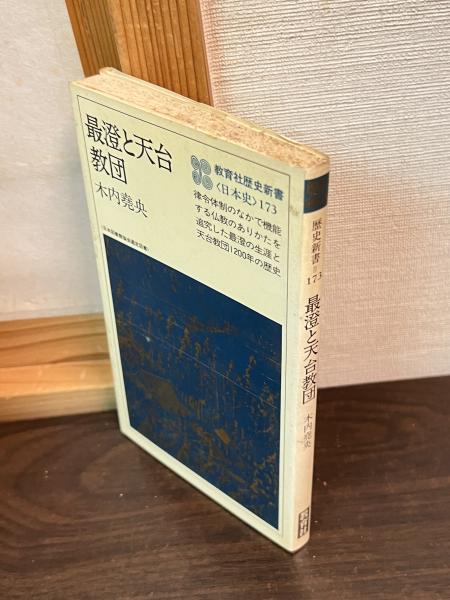 最澄と天台
教団
木内堯央
教育社歴史新書
〈日本史〉173
律令体制のなかで機能
する仏教のありかたを
追究した最澄の生涯と
天台教団1200年の歴史
歴史新書
173
最澄と天台教団
木内堯央
教育社